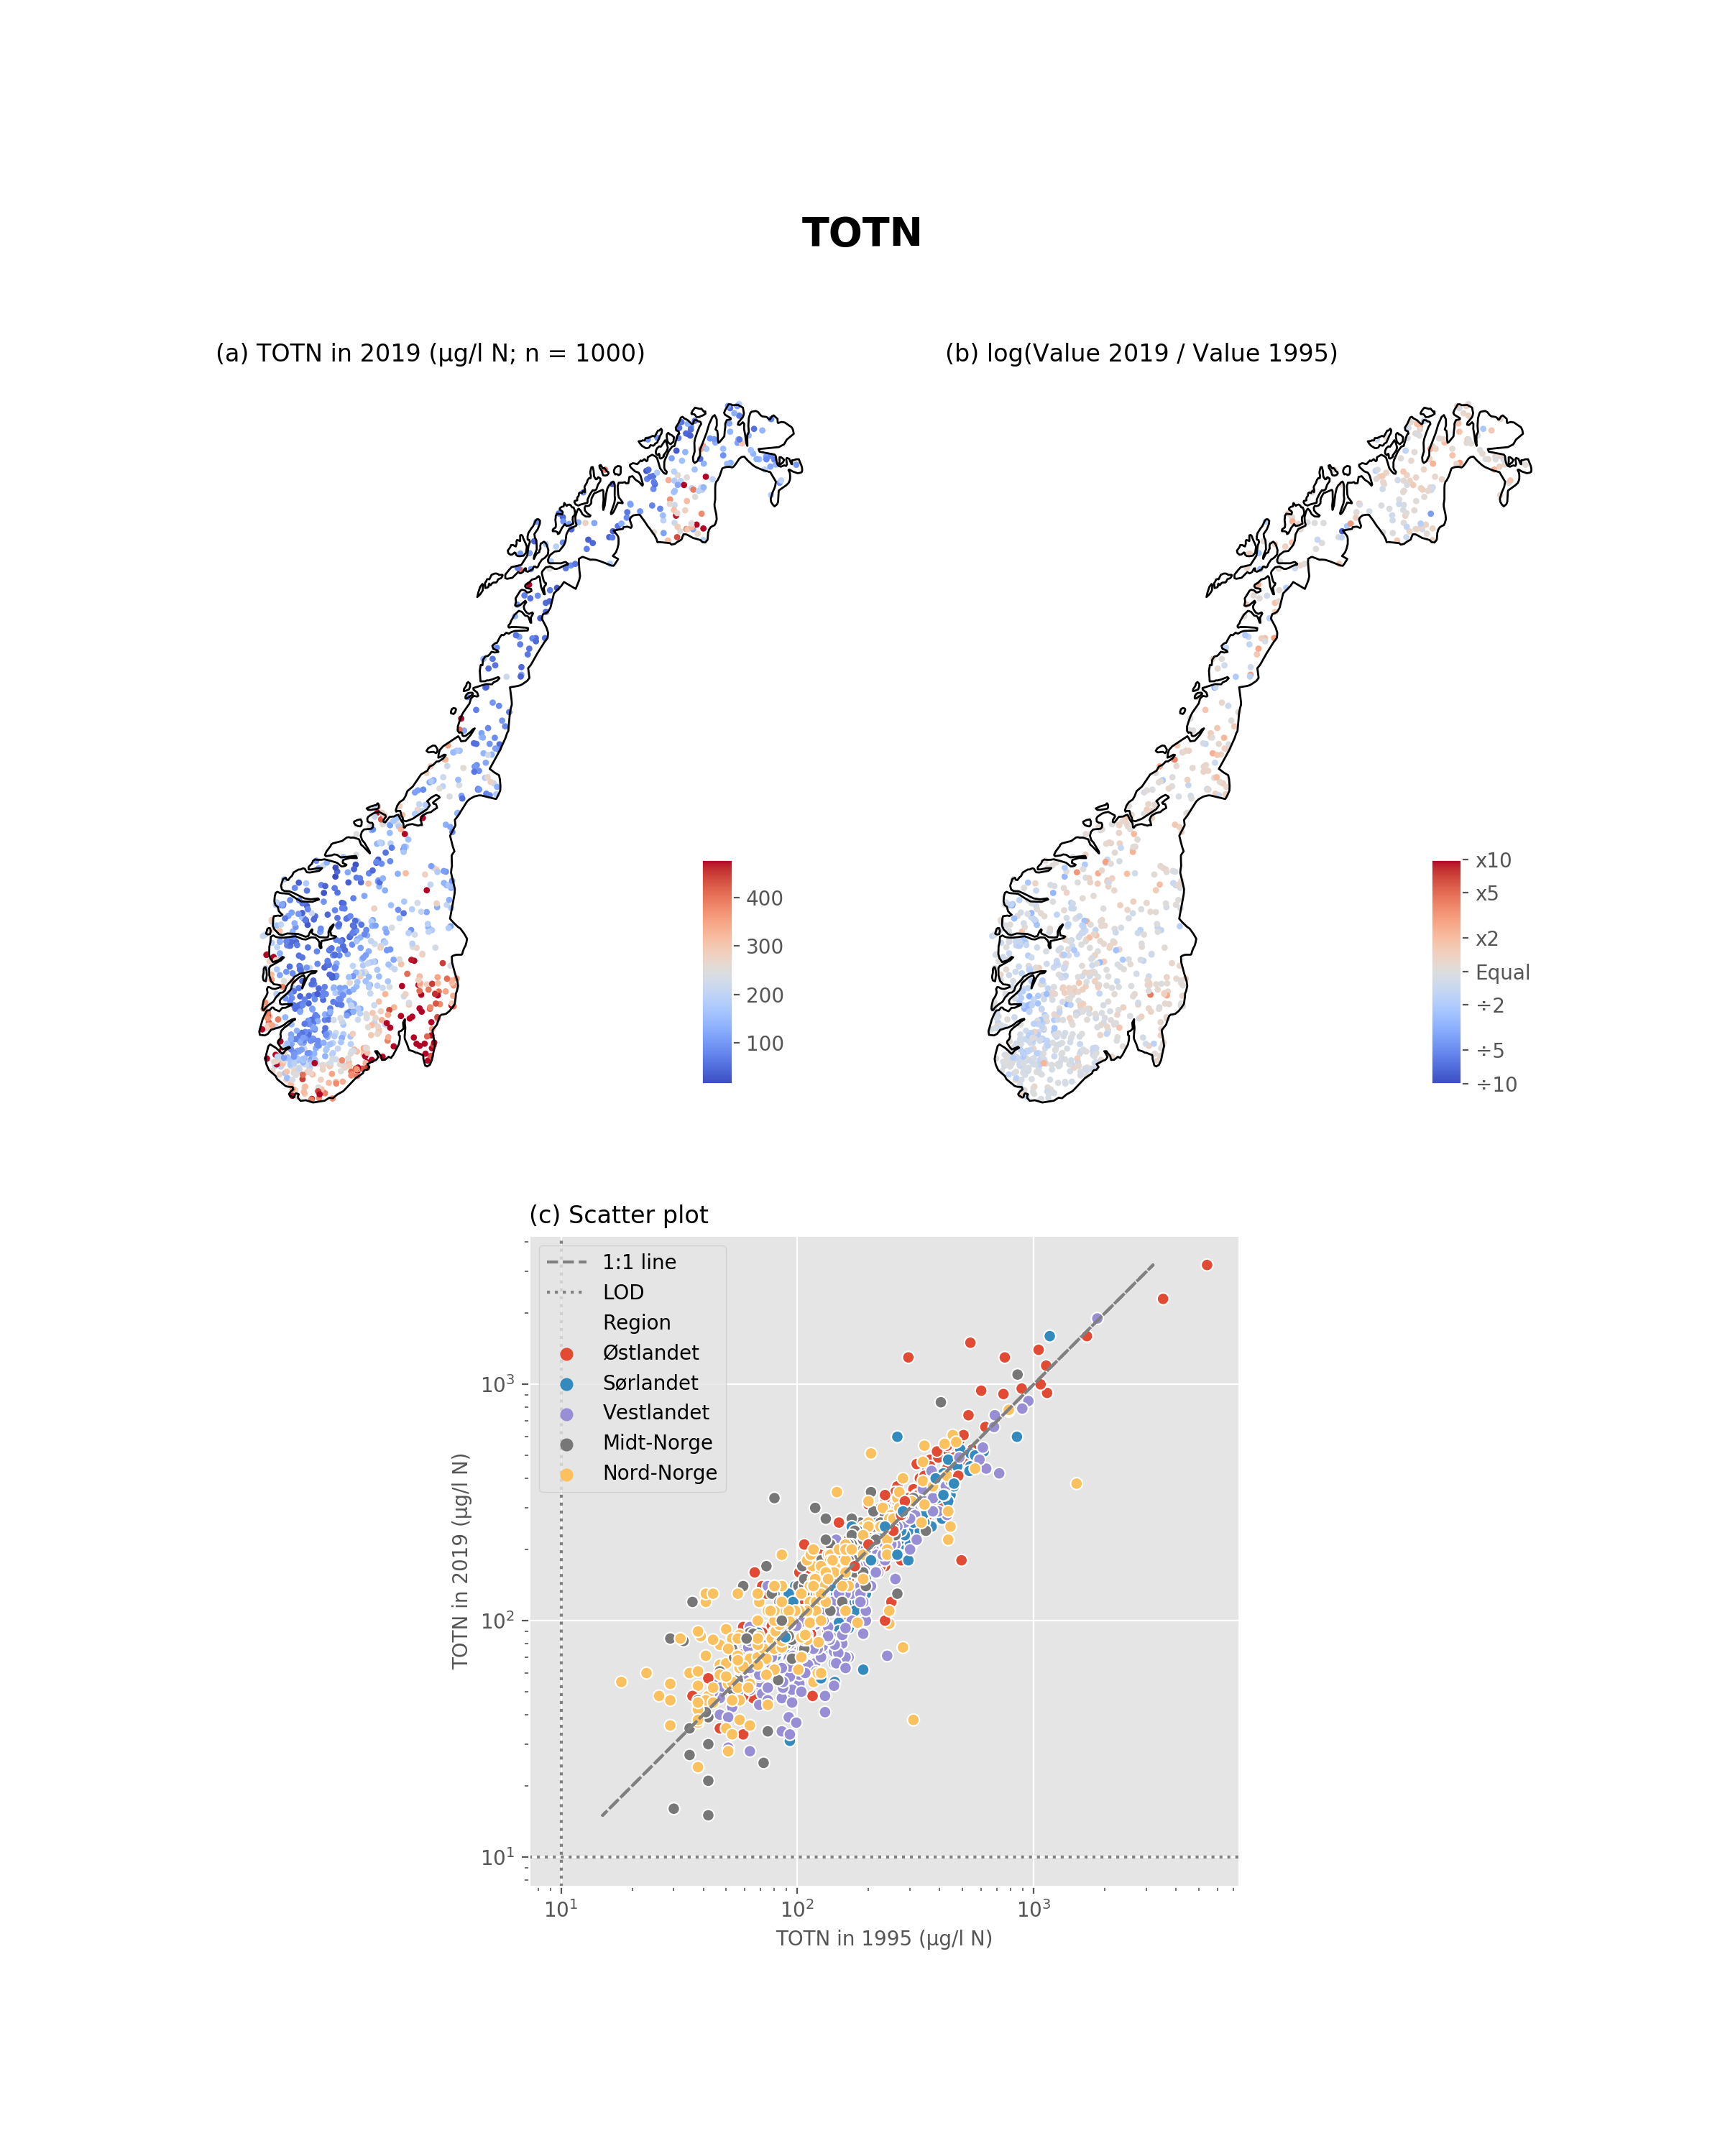 TOTN
(a) TOTN in 2019 (µg/l N; n = 1000)
(b) log(Value 2019 / Value 1995)
400
300
200
100
x10
x5
x2
Equal
÷2
÷5
÷10
(c) Scatter plot
1:1 line
LOD
Region
Østlandet
Sørlandet
Vestlandet
Midt-Norge
Nord-Norge
TOTN in 2019 (µg/l N)
10³
10²
10¹
10¹ 10² 10³
TOTN in 1995 (µg/l N)